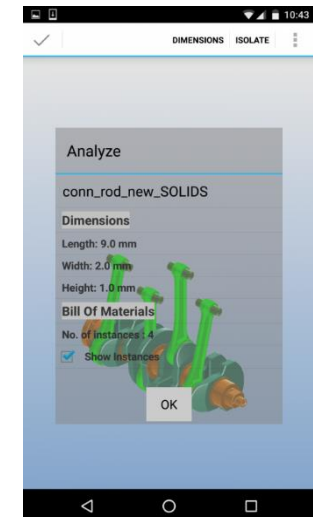 10:43
DIMENSIONS ISOLATE
Analyze
conn_rod_new_SOLIDS
Dimensions
Length: 9.0 mm
Width: 2.0 mm
Height: 1.0 mm
Bill Of Materials
No. of instances : 4
Show Instances
OK